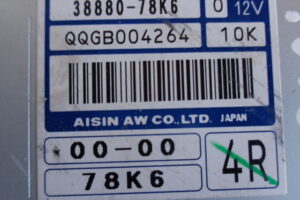 38880-78K6 0 12V
QQGB004264 10K
AISIN AW CO., LTD. JAPAN
00-00 4R
78K6